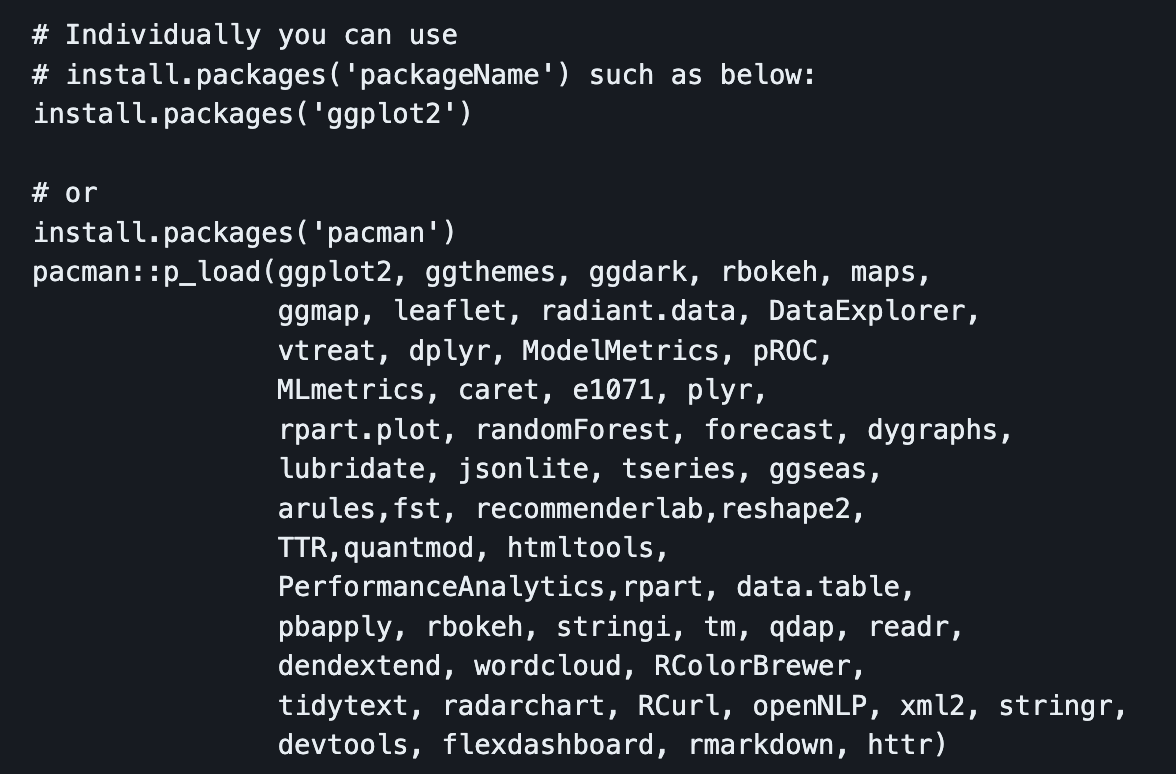 # Individually you can use
# install.packages('packageName') such as below:
install.packages('ggplot2')
# or
install.packages('pacman')
pacman::p_load(ggplot2, ggthemes, ggdark, rbokeh, maps,
ggmap, leaflet, radiant.data, DataExplorer,
vtreat, dplyr, ModelMetrics, pROC,
MLmetrics, caret, e1071, plyr,
rpart.plot, randomForest, forecast, dygraphs,
lubridate, jsonlite, tseries, ggseas,
arules,fst, recommenderlab,reshape2,
TTR,quantmod, htmltools,
PerformanceAnalytics,rpart, data.table,
pbapply, rbokeh, stringi, tm, qdap, readr,
dendextend, wordcloud, RColorBrewer,
tidytext, radarchart, RCurl, openNLP, xml2, stringr,
devtools, flexdashboard, rmarkdown, httr)